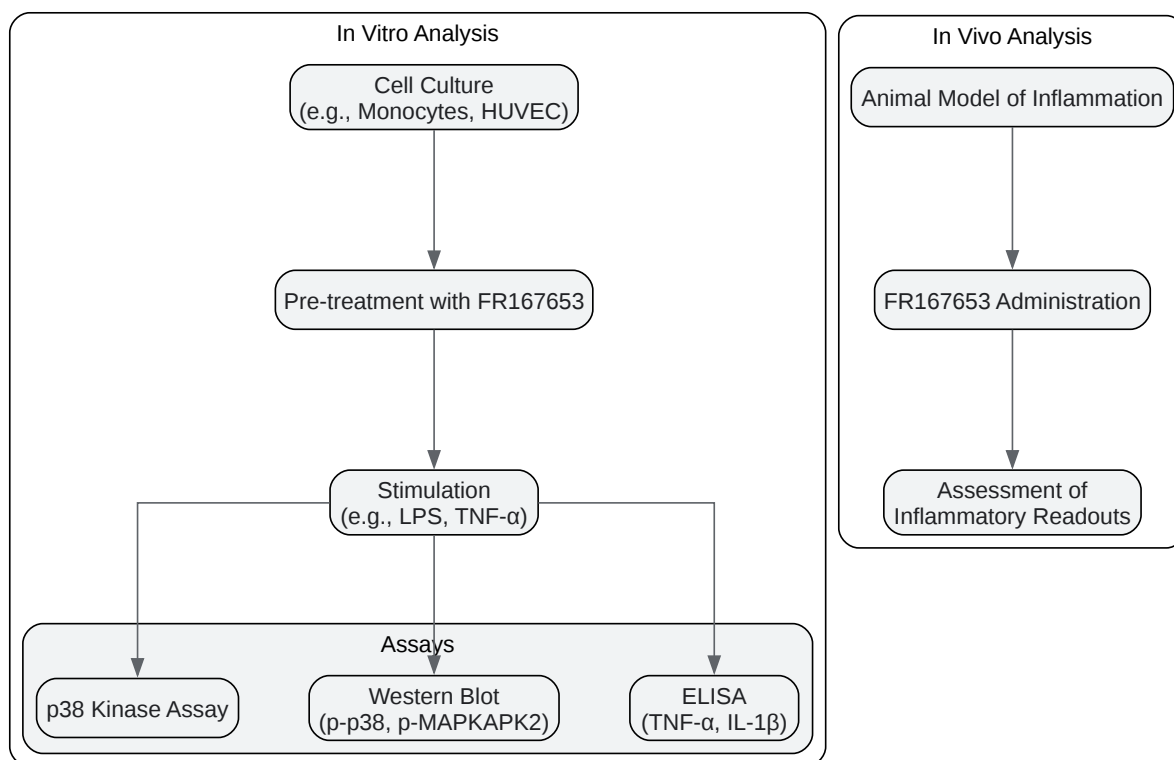 In Vitro Analysis
Cell Culture
(e.g., Monocytes, HUVEC)
Pre-treatment with FR167653
Stimulation
(e.g., LPS, TNF-α)
Assays
p38 Kinase Assay
Western Blot
(p-p38, p-MAPKAPK2)
ELISA
(TNF-α, IL-1β)
In Vivo Analysis
Animal Model of Inflammation
FR167653 Administration
Assessment of
Inflammatory Readouts